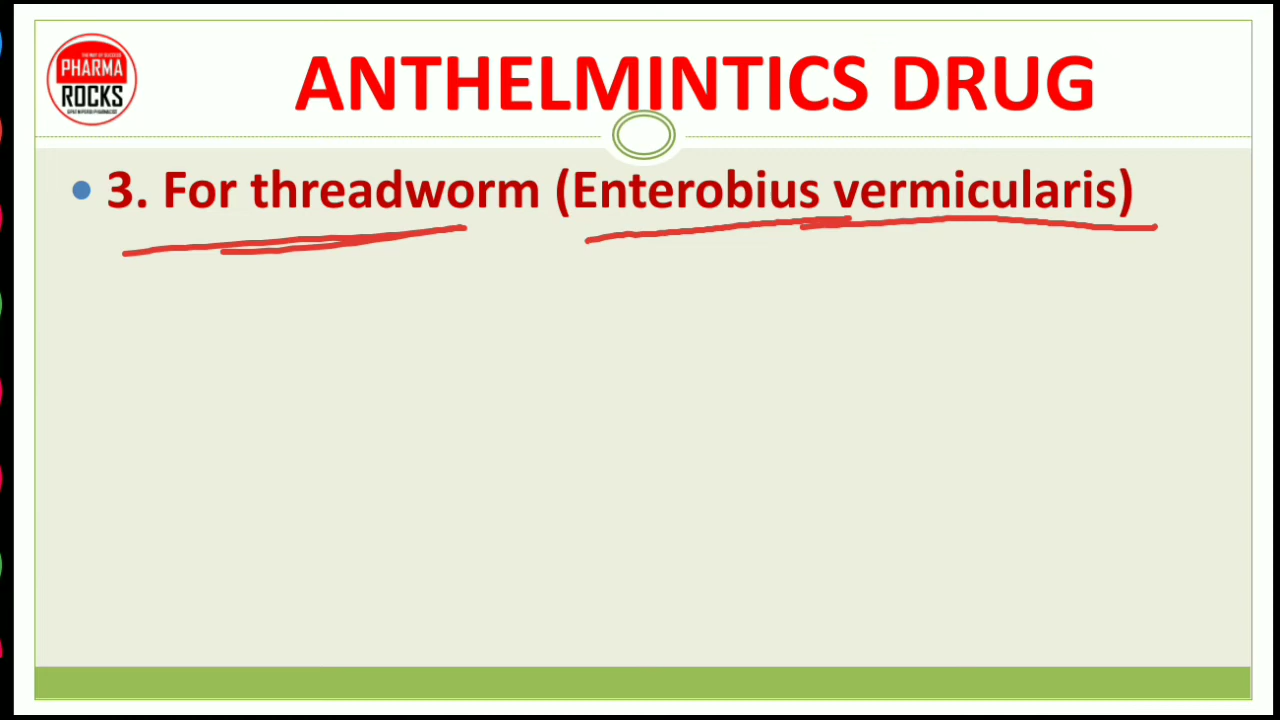 PHARMA
ROCKS
ANTHELMINTICS DRUG
3. For threadworm (Enterobius vermicularis)